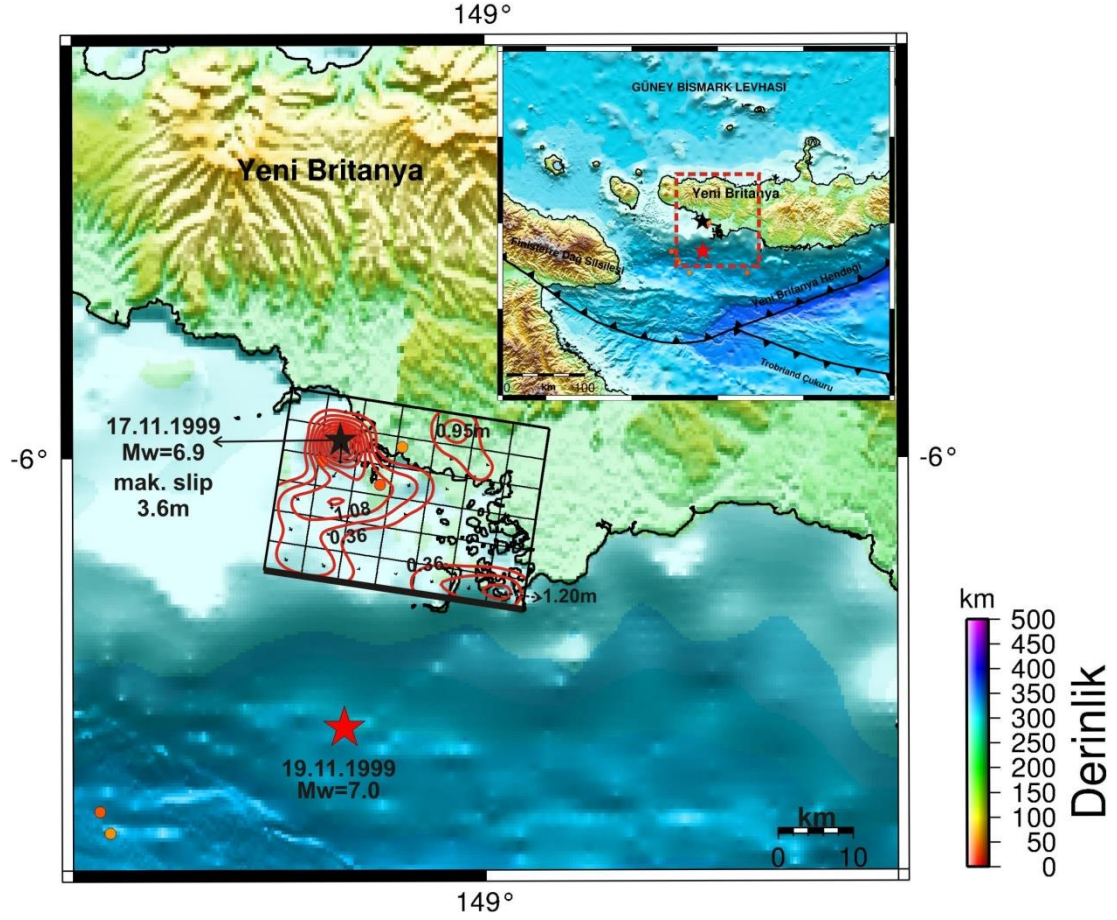 149°
GÜNEY BİSMARK LEVHASI
Yeni Britanya
Yeni Britanya
Finisterre Dağ Silsilesi
Yeni Britanya Hendeği
Trobriand Çukuru
0 km 100
-6°
-6°
17.11.1999
Mw=6.9
mak. slip
3.6m
0.95m
1.08
0.36
0.36
1.20m
19.11.1999
Mw=7.0
km
0 10
149°
km
500
450
400
350
300
250
200
150
100
50
0
Derinlik